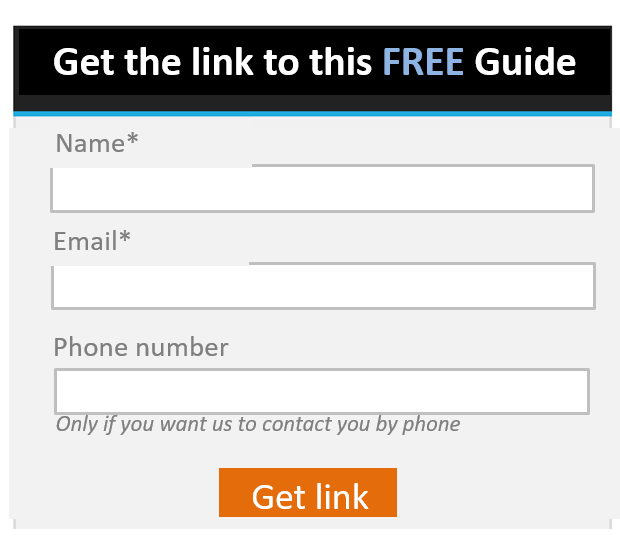 Get the link to this FREE Guide
Name*
Email*
Phone number
Only if you want us to contact you by phone
Get link